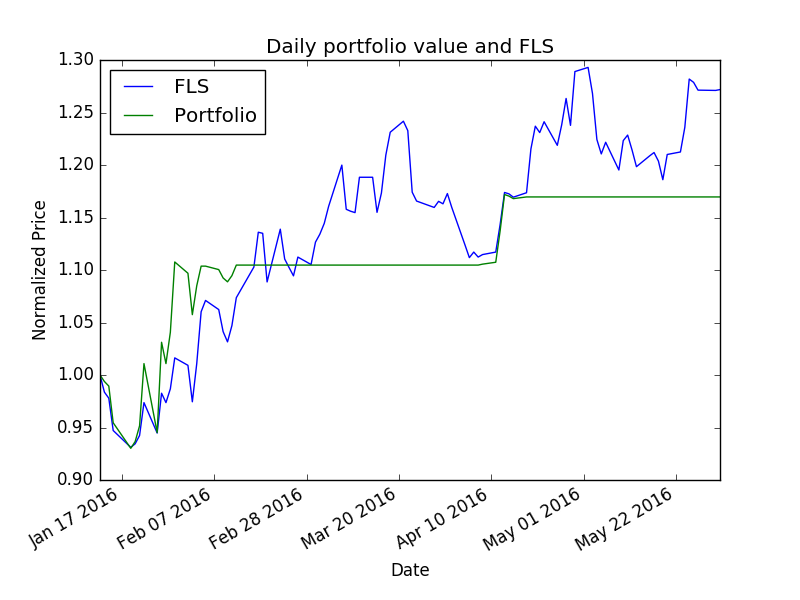 Daily portfolio value and FLS
1.30
1.25
1.20
1.15
1.10
1.05
1.00
0.95
0.90
Normalized Price
FLS
Portfolio
Jan 17 2016
Feb 07 2016
Feb 28 2016
Mar 20 2016
Apr 10 2016
May 01 2016
May 22 2016
Date